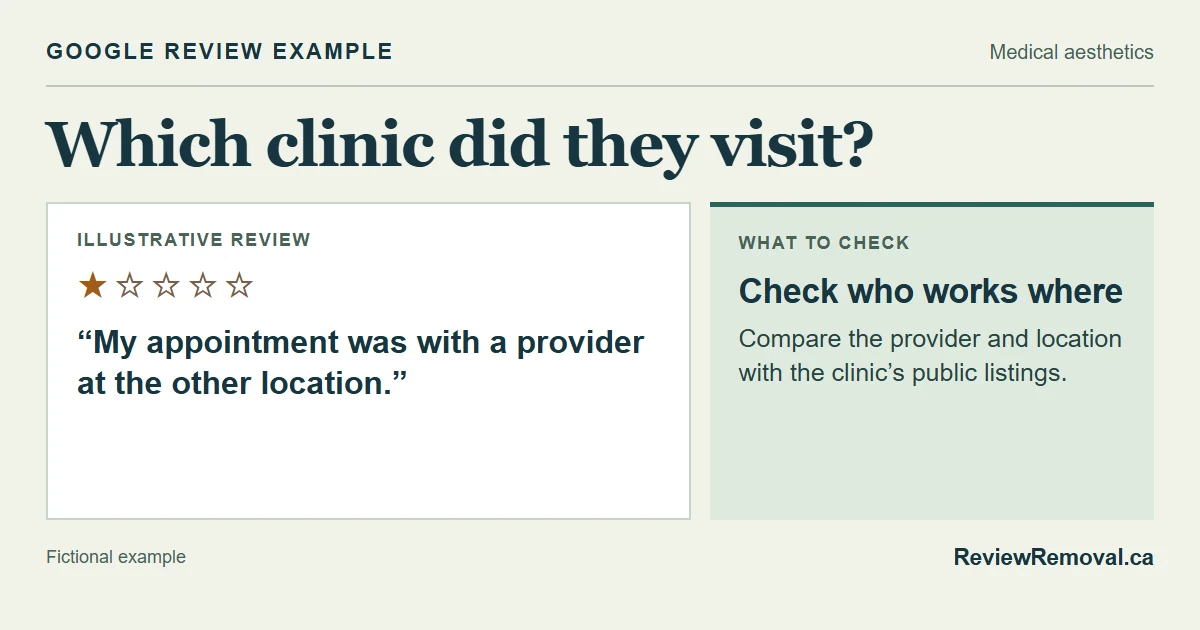 GOOGLE REVIEW EXAMPLE
Medical aesthetics
Which clinic did they visit?
ILLUSTRATIVE REVIEW
“My appointment was with a provider
at the other location.”
WHAT TO CHECK
Check who works where
Compare the provider and location
with the clinic’s public listings.
Fictional example
ReviewRemoval.ca